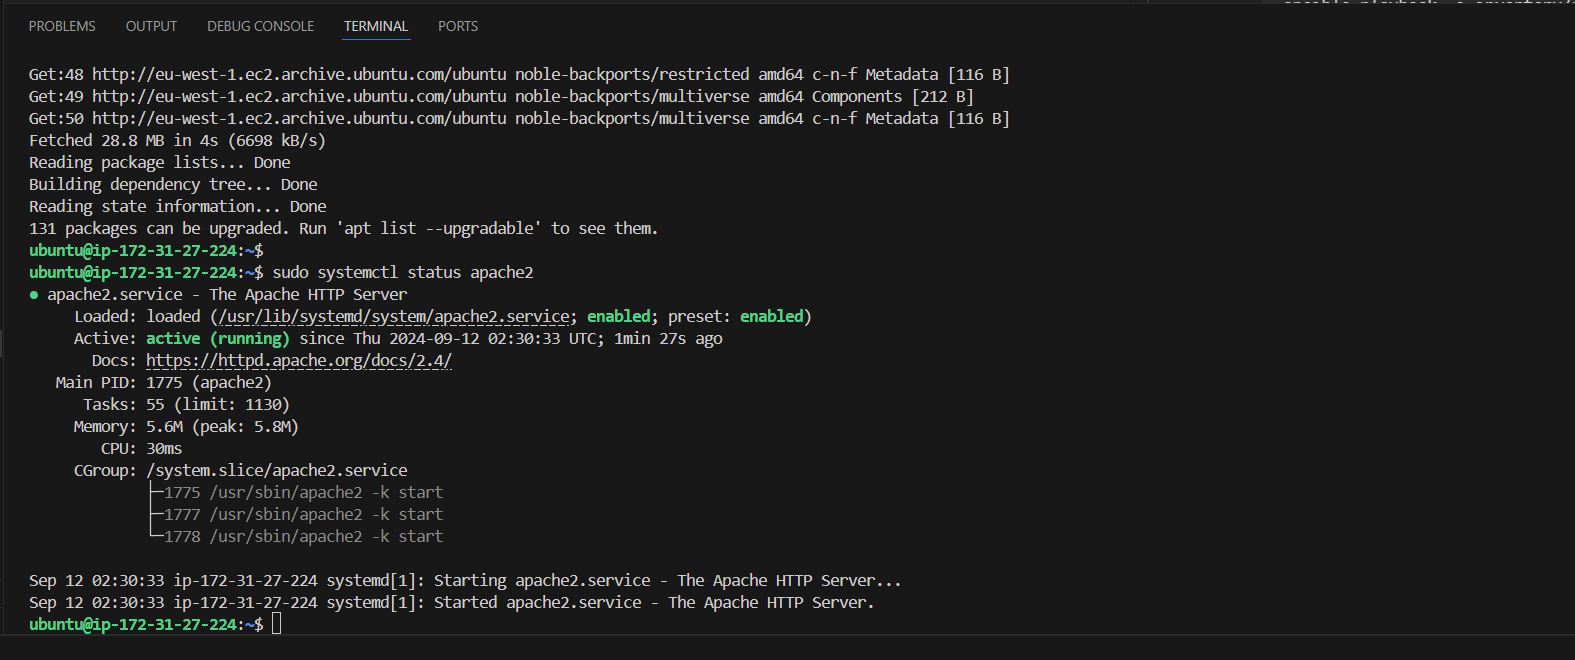 PROBLEMS OUTPUT DEBUG CONSOLE TERMINAL PORTS
Get:48 http://eu-west-1.ec2.archive.ubuntu.com/ubuntu noble-backports/restricted amd64 c-n-f Metadata [116 B]
Get:49 http://eu-west-1.ec2.archive.ubuntu.com/ubuntu noble-backports/multiverse amd64 Components [212 B]
Get:50 http://eu-west-1.ec2.archive.ubuntu.com/ubuntu noble-backports/multiverse amd64 c-n-f Metadata [116 B]
Fetched 28.8 MB in 4s (6698 kB/s)
Reading package lists... Done
Building dependency tree... Done
Reading state information... Done
131 packages can be upgraded. Run 'apt list --upgradable' to see them.
ubuntu@ip-172-31-27-224:~$
ubuntu@ip-172-31-27-224:~$ sudo systemctl status apache2
● apache2.service - The Apache HTTP Server
Loaded: loaded (/usr/lib/systemd/system/apache2.service; enabled; preset: enabled)
Active: active (running) since Thu 2024-09-12 02:30:33 UTC; 1min 27s ago
Docs: https://httpd.apache.org/docs/2.4/
Main PID: 1775 (apache2)
Tasks: 55 (limit: 1130)
Memory: 5.6M (peak: 5.8M)
CPU: 30ms
CGroup: /system.slice/apache2.service
├─1775 /usr/sbin/apache2 -k start
├─1777 /usr/sbin/apache2 -k start
└─1778 /usr/sbin/apache2 -k start
Sep 12 02:30:33 ip-172-31-27-224 systemd[1]: Starting apache2.service - The Apache HTTP Server...
Sep 12 02:30:33 ip-172-31-27-224 systemd[1]: Started apache2.service - The Apache HTTP Server.
ubuntu@ip-172-31-27-224:~$